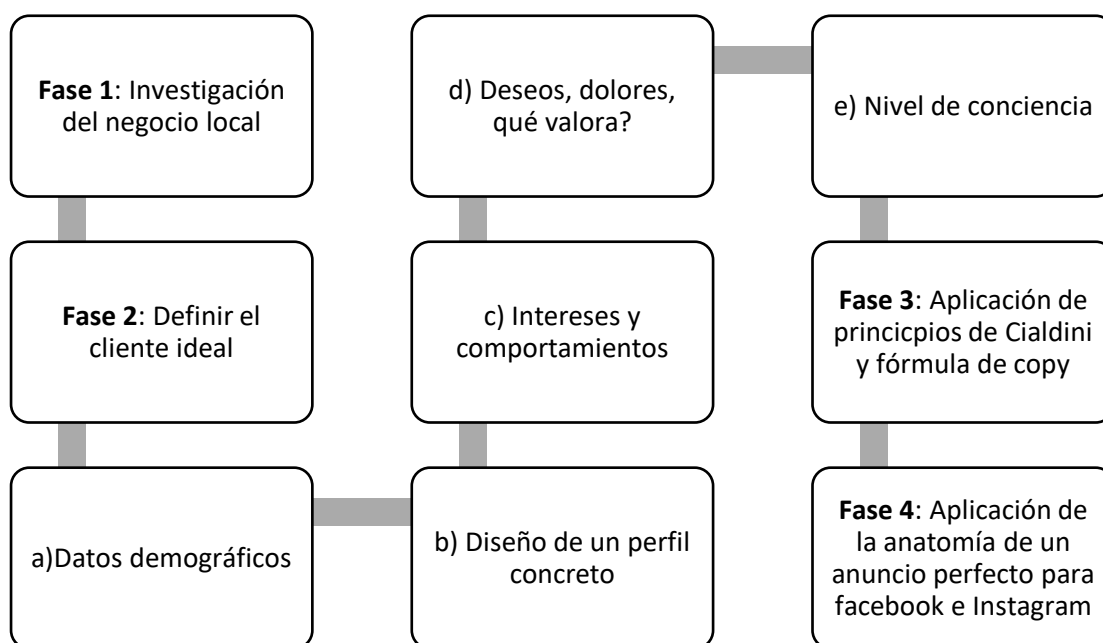 Fase 1: Investigación
del negocio local
Fase 2: Definir el
cliente ideal
a)Datos demográficos
b) Diseño de un perfil
concreto
c) Intereses y
comportamientos
d) Deseos, dolores,
qué valora?
e) Nivel de conciencia
Fase 3: Aplicación de
princicpios de Cialdini
y fórmula de copy
Fase 4: Aplicación de
la anatomía de un
anuncio perfecto para
facebook e Instagram